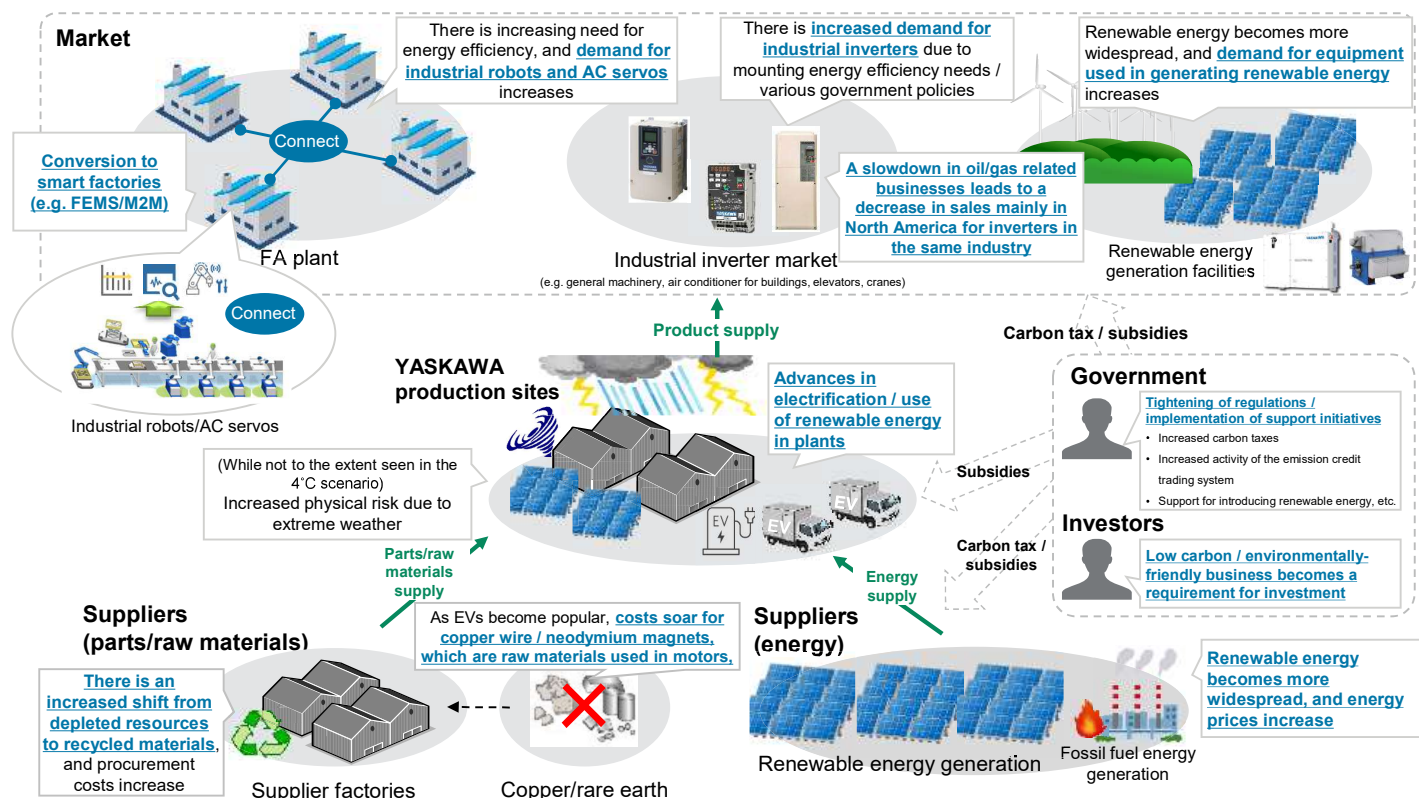 Market
There is increasing need for
energy efficiency, and demand for
industrial robots and AC servos
increases
There is increased demand for
industrial inverters due to
mounting energy efficiency needs /
various government policies
Renewable energy becomes more
widespread, and demand for equipment
used in generating renewable energy
increases
Connect
Conversion to
smart factories
(e.g. FEMS/M2M)
FA plant
A slowdown in oil/gas related
businesses leads to a
decrease in sales mainly in
North America for inverters in
the same industry
Industrial inverter market
(e.g. general machinery, air conditioner for buildings, elevators, cranes)
Renewable energy
generation facilities
Connect
Industrial robots/AC servos
Product supply
Carbon tax / subsidies
YASKAWA
production sites
Advances in
electrification / use
of renewable energy
in plants
Government
Tightening of regulations /
implementation of support initiatives
• Increased carbon taxes
• Increased activity of the emission credit
trading system
• Support for introducing renewable energy, etc.
(While not to the extent seen in the
4˚C scenario)
Increased physical risk due to
extreme weather
Subsidies
EV
EV
EV
Investors
Low carbon / environmentally-
friendly business becomes a
requirement for investment
Carbon tax /
subsidies
Parts/raw
materials
supply
Energy
supply
Suppliers
(parts/raw materials)
As EVs become popular, costs soar for
copper wire / neodymium magnets,
which are raw materials used in motors,
Suppliers
(energy)
There is an
increased shift from
depleted resources
to recycled materials,
and procurement
costs increase
Renewable energy
becomes more
widespread, and energy
prices increase
Supplier factories
Copper/rare earth
Renewable energy generation
Fossil fuel energy
generation